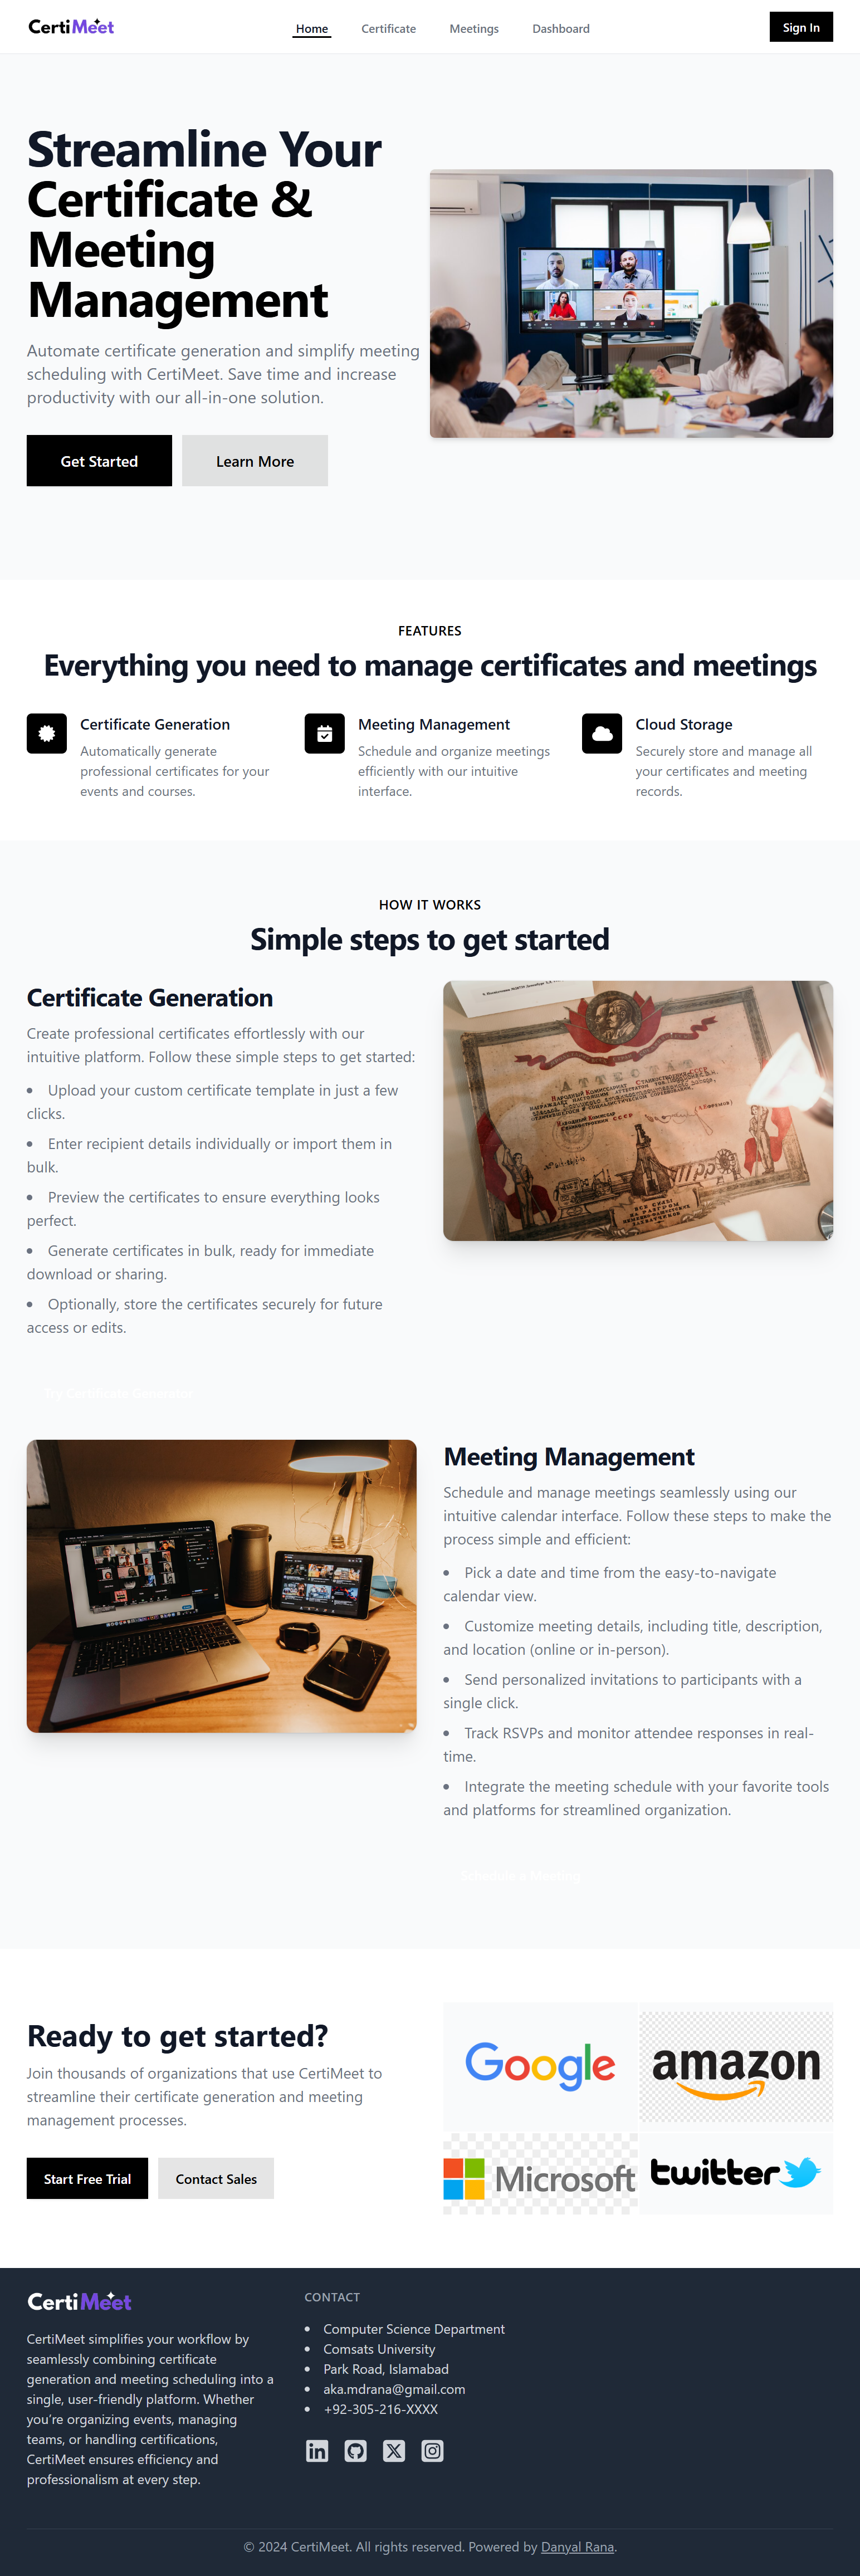 CertiMeet
Home
Certificate
Meetings
Dashboard
Sign In
Streamline Your
Certificate &
Meeting
Management
Automate certificate generation and simplify meeting
scheduling with CertiMeet. Save time and increase
productivity with our all-in-one solution.
Get Started
Learn More
FEATURES
Everything you need to manage certificates and meetings
Certificate Generation
Automatically generate
professional certificates for your
events and courses.
Meeting Management
Schedule and organize meetings
efficiently with our intuitive
interface.
Cloud Storage
Securely store and manage all
your certificates and meeting
records.
HOW IT WORKS
Simple steps to get started
Certificate Generation
Create professional certificates effortlessly with our
intuitive platform. Follow these simple steps to get started:
• Upload your custom certificate template in just a few
clicks.
• Enter recipient details individually or import them in
bulk.
• Preview the certificates to ensure everything looks
perfect.
• Generate certificates in bulk, ready for immediate
download or sharing.
• Optionally, store the certificates securely for future
access or edits.
Try Certificate Generator
АТТЕСТАТ
СССР
Meeting Management
Schedule and manage meetings seamlessly using our
intuitive calendar interface. Follow these steps to make the
process simple and efficient:
• Pick a date and time from the easy-to-navigate
calendar view.
• Customize meeting details, including title, description,
and location (online or in-person).
• Send personalized invitations to participants with a
single click.
• Track RSVPs and monitor attendee responses in real-
time.
• Integrate the meeting schedule with your favorite tools
and platforms for streamlined organization.
Schedule a Meeting
Ready to get started?
Join thousands of organizations that use CertiMeet to
streamline their certificate generation and meeting
management processes.
Start Free Trial
Contact Sales
Google
amazon
Microsoft
twitter
CertiMeet
CertiMeet simplifies your workflow by
seamlessly combining certificate
generation and meeting scheduling into a
single, user-friendly platform. Whether
you're organizing events, managing
teams, or handling certifications,
CertiMeet ensures efficiency and
professionalism at every step.
CONTACT
• Computer Science Department
• Comsats University
• Park Road, Islamabad
• aka.mdrana@gmail.com
• +92-305-216-XXXX
in
X
© 2024 CertiMeet. All rights reserved. Powered by Danyal Rana.